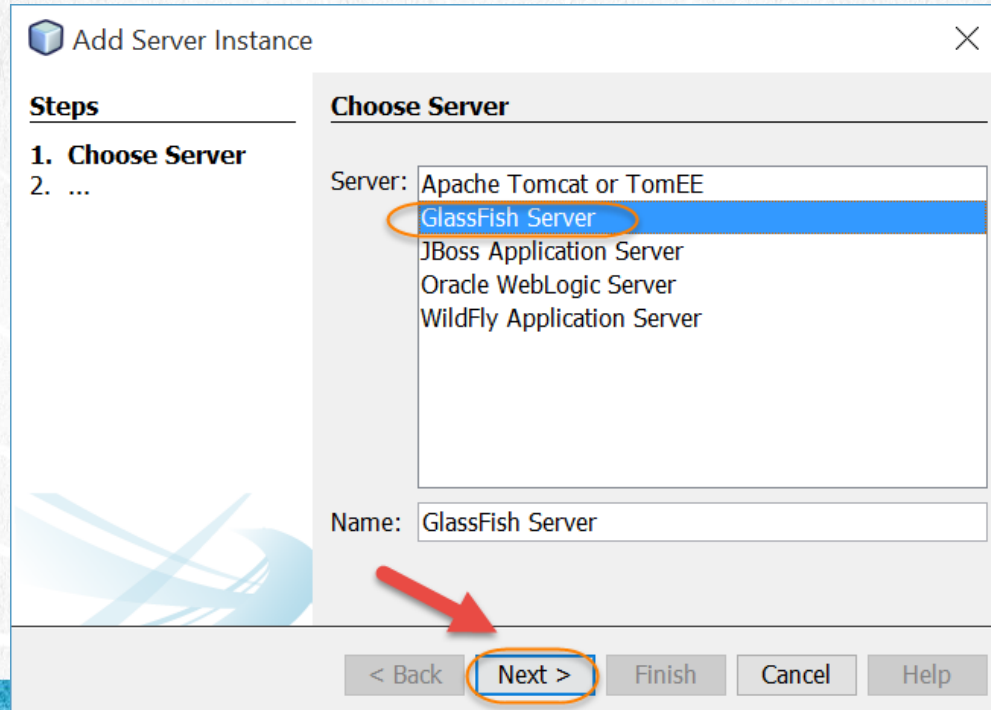 Add Server Instance
Steps
1. Choose Server
2. ...
Choose Server
Server:
Apache Tomcat or TomEE
GlassFish Server
JBoss Application Server
Oracle WebLogic Server
WildFly Application Server
Name: GlassFish Server
< Back Next > Finish Cancel Help